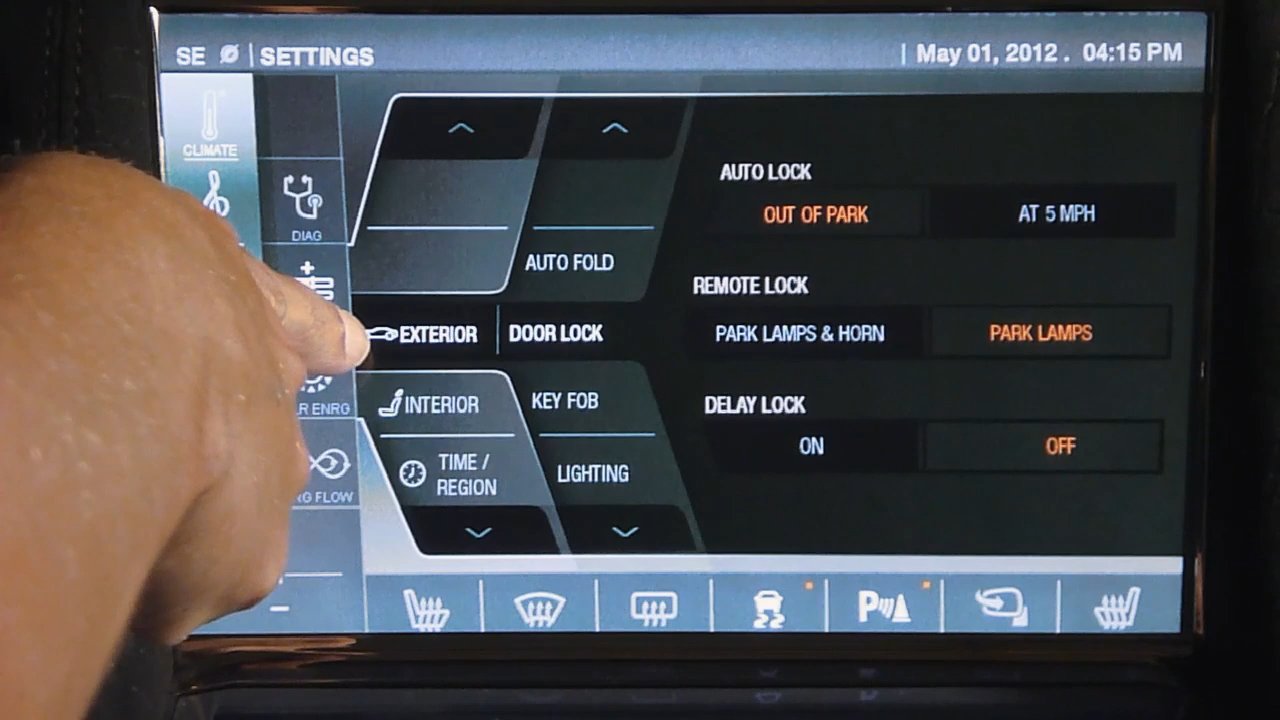 SE | SETTINGS
| May 01, 2012 . 04:15 PM
CLIMATE
DIAG
AUTO FOLD
EXTERIOR
DOOR LOCK
INTERIOR
KEY FOB
TIME /
REGION
LIGHTING
AUTO LOCK
OUT OF PARK
AT 5 MPH
REMOTE LOCK
PARK LAMPS & HORN
PARK LAMPS
DELAY LOCK
ON
OFF
ENRG
FLOW
P